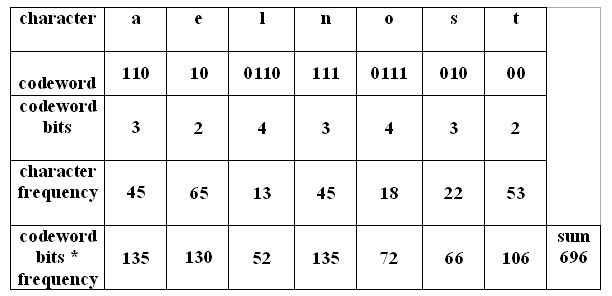 character a e l n o s t
codeword 110 10 0110 111 0111 010 00
codeword
bits 3 2 4 3 4 3 2
character
frequency 45 65 13 45 18 22 53
codeword sum
bits * 135 130 52 135 72 66 106 696
frequency